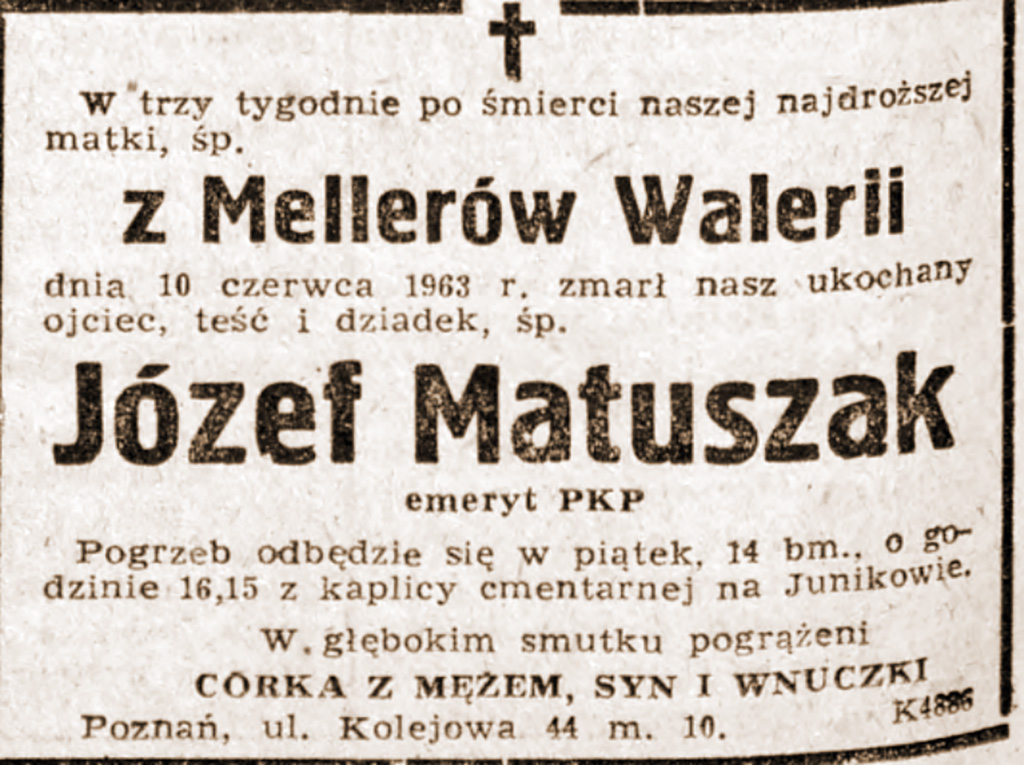 W trzy tygodnie po śmierci naszej najdroższej
matki, śp.
z Mellerów Walerii
dnia 10 czerwca 1963 r. zmarł nasz ukochany
ojciec, teść i dziadek, śp.
Józef Matuszak
emeryt PKP
Pogrzeb odbędzie się w piątek, 14 bm., o go-
dzinie 16,15 z kaplicy cmentarnej na Junikowie.
W głębokim smutku pogrążeni
CÓRKA Z MĘŻEM, SYN I WNUCZKI
Poznań, ul. Kolejowa 44 m. 10.
K4886